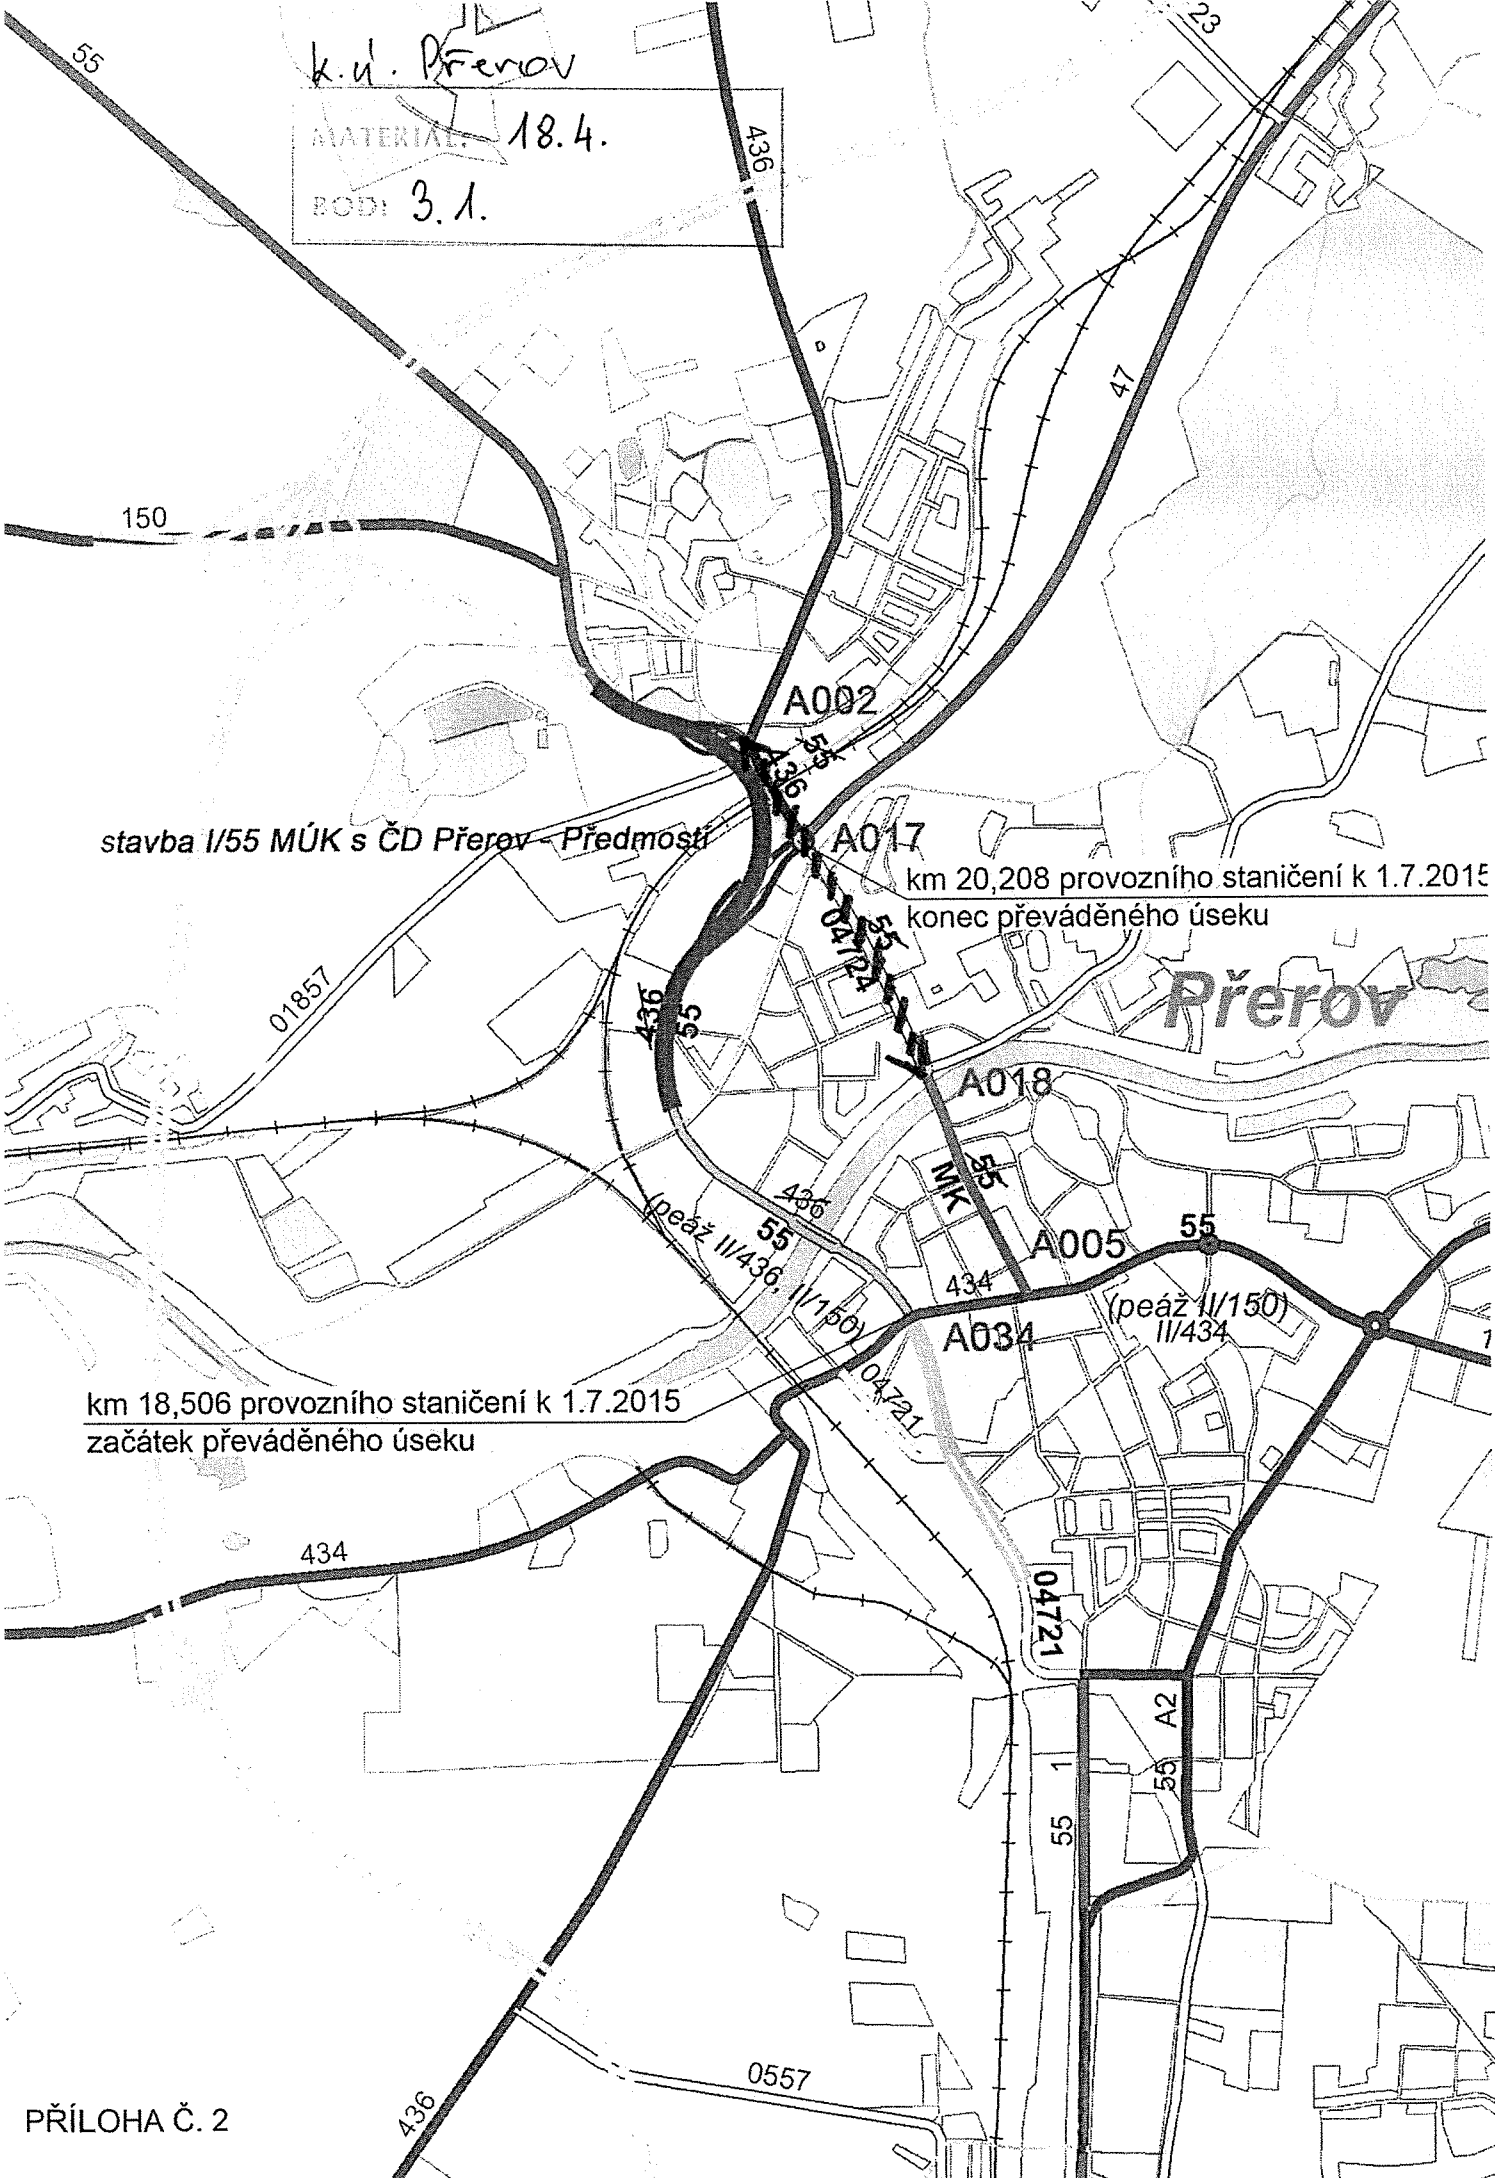 55
k.ú. Přerov
MATERIÁL: 18.4.
BOD: 3.1.
436
23
47
150
A002
55
436,
stavba I/55 MÚK s ČD Přerov - Předmostí
A017
km 20,208 provozního staničení k 1.7.2015
konec převáděného úseku
55
04724
01857
436
55
Přerov
A018
55
MK
436
55
(peáž II/436, II/150)
A005
55
434
(peáž II/150)
II/434
A034
km 18,506 provozního staničení k 1.7.2015
začátek převáděného úseku
04721
434
04721
A2
55
1
55
0557
436
PŘÍLOHA Č. 2